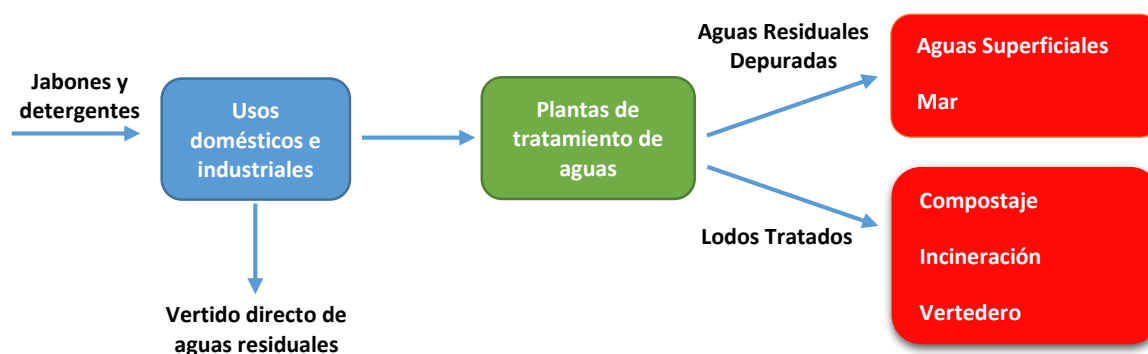 Jabones y
detergentes
Usos
domésticos e
industriales
Vertido directo de
aguas residuales
Plantas de
tratamiento de
aguas
Aguas Residuales
Depuradas
Lodos Tratados
Aguas Superficiales
Mar
Compostaje
Incineración
Vertedero